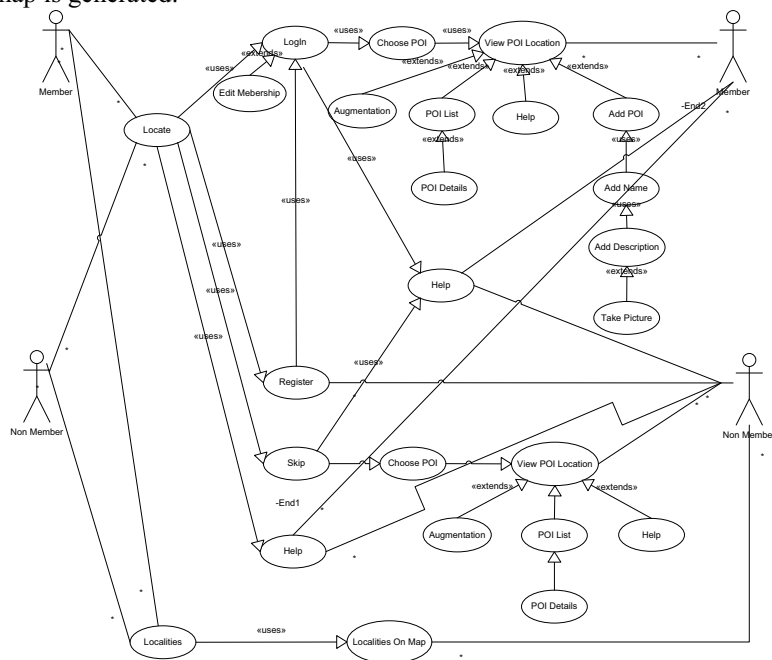 map is generated.
LogIn
«uses»
Choose POI
«uses»
View POI Location
Member
«uses»
«extends»
Edit Mebership
«extends»
«extends»
«extends»
«extends»
Member
Augmentation
POI List
Help
Add POI
-End2
Locate
«extends»
«uses»
«uses»
POI Details
Add Name
«uses»
«uses»
«uses»
Add Description
«extends»
«uses»
Help
Take Picture
«uses»
«uses»
Register
Non Member
Non Membe
Skip
Choose POI
View POI Location
«extends»
«extends»
-End1
Help
Augmentation
POI List
Help
POI Details
«uses»
Localities
Localities On Map